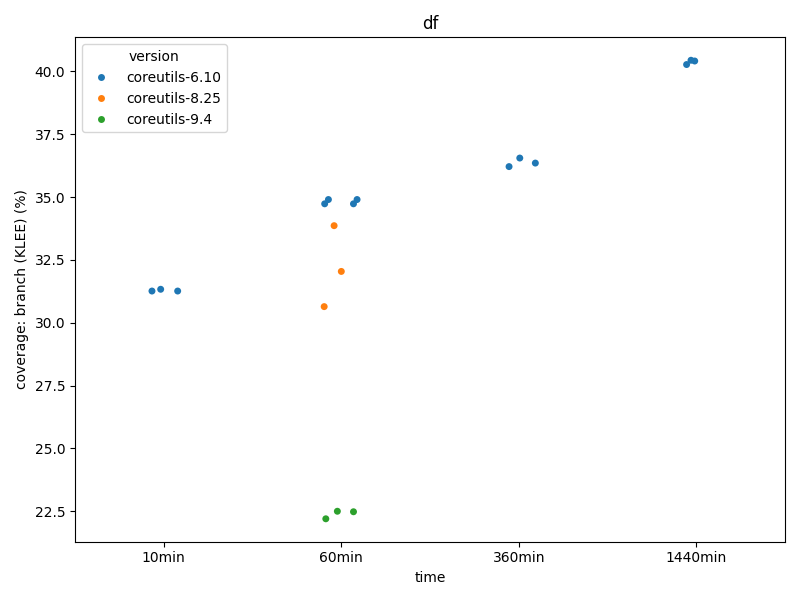 df
version
coreutils-6.10
coreutils-8.25
coreutils-9.4
coverage: branch (KLEE) (%)
40.0
37.5
35.0
32.5
30.0
27.5
25.0
22.5
10min
60min
360min
1440min
time